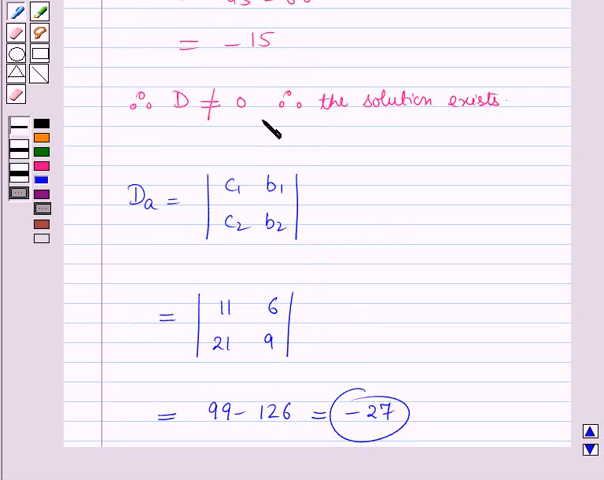 = -15
∴ D ≠ 0 ∴ the solution exists.
Da = | c1 b1 |
| c2 b2 |
= | 11 6 |
| 21 9 |
= 99 - 126 = -27